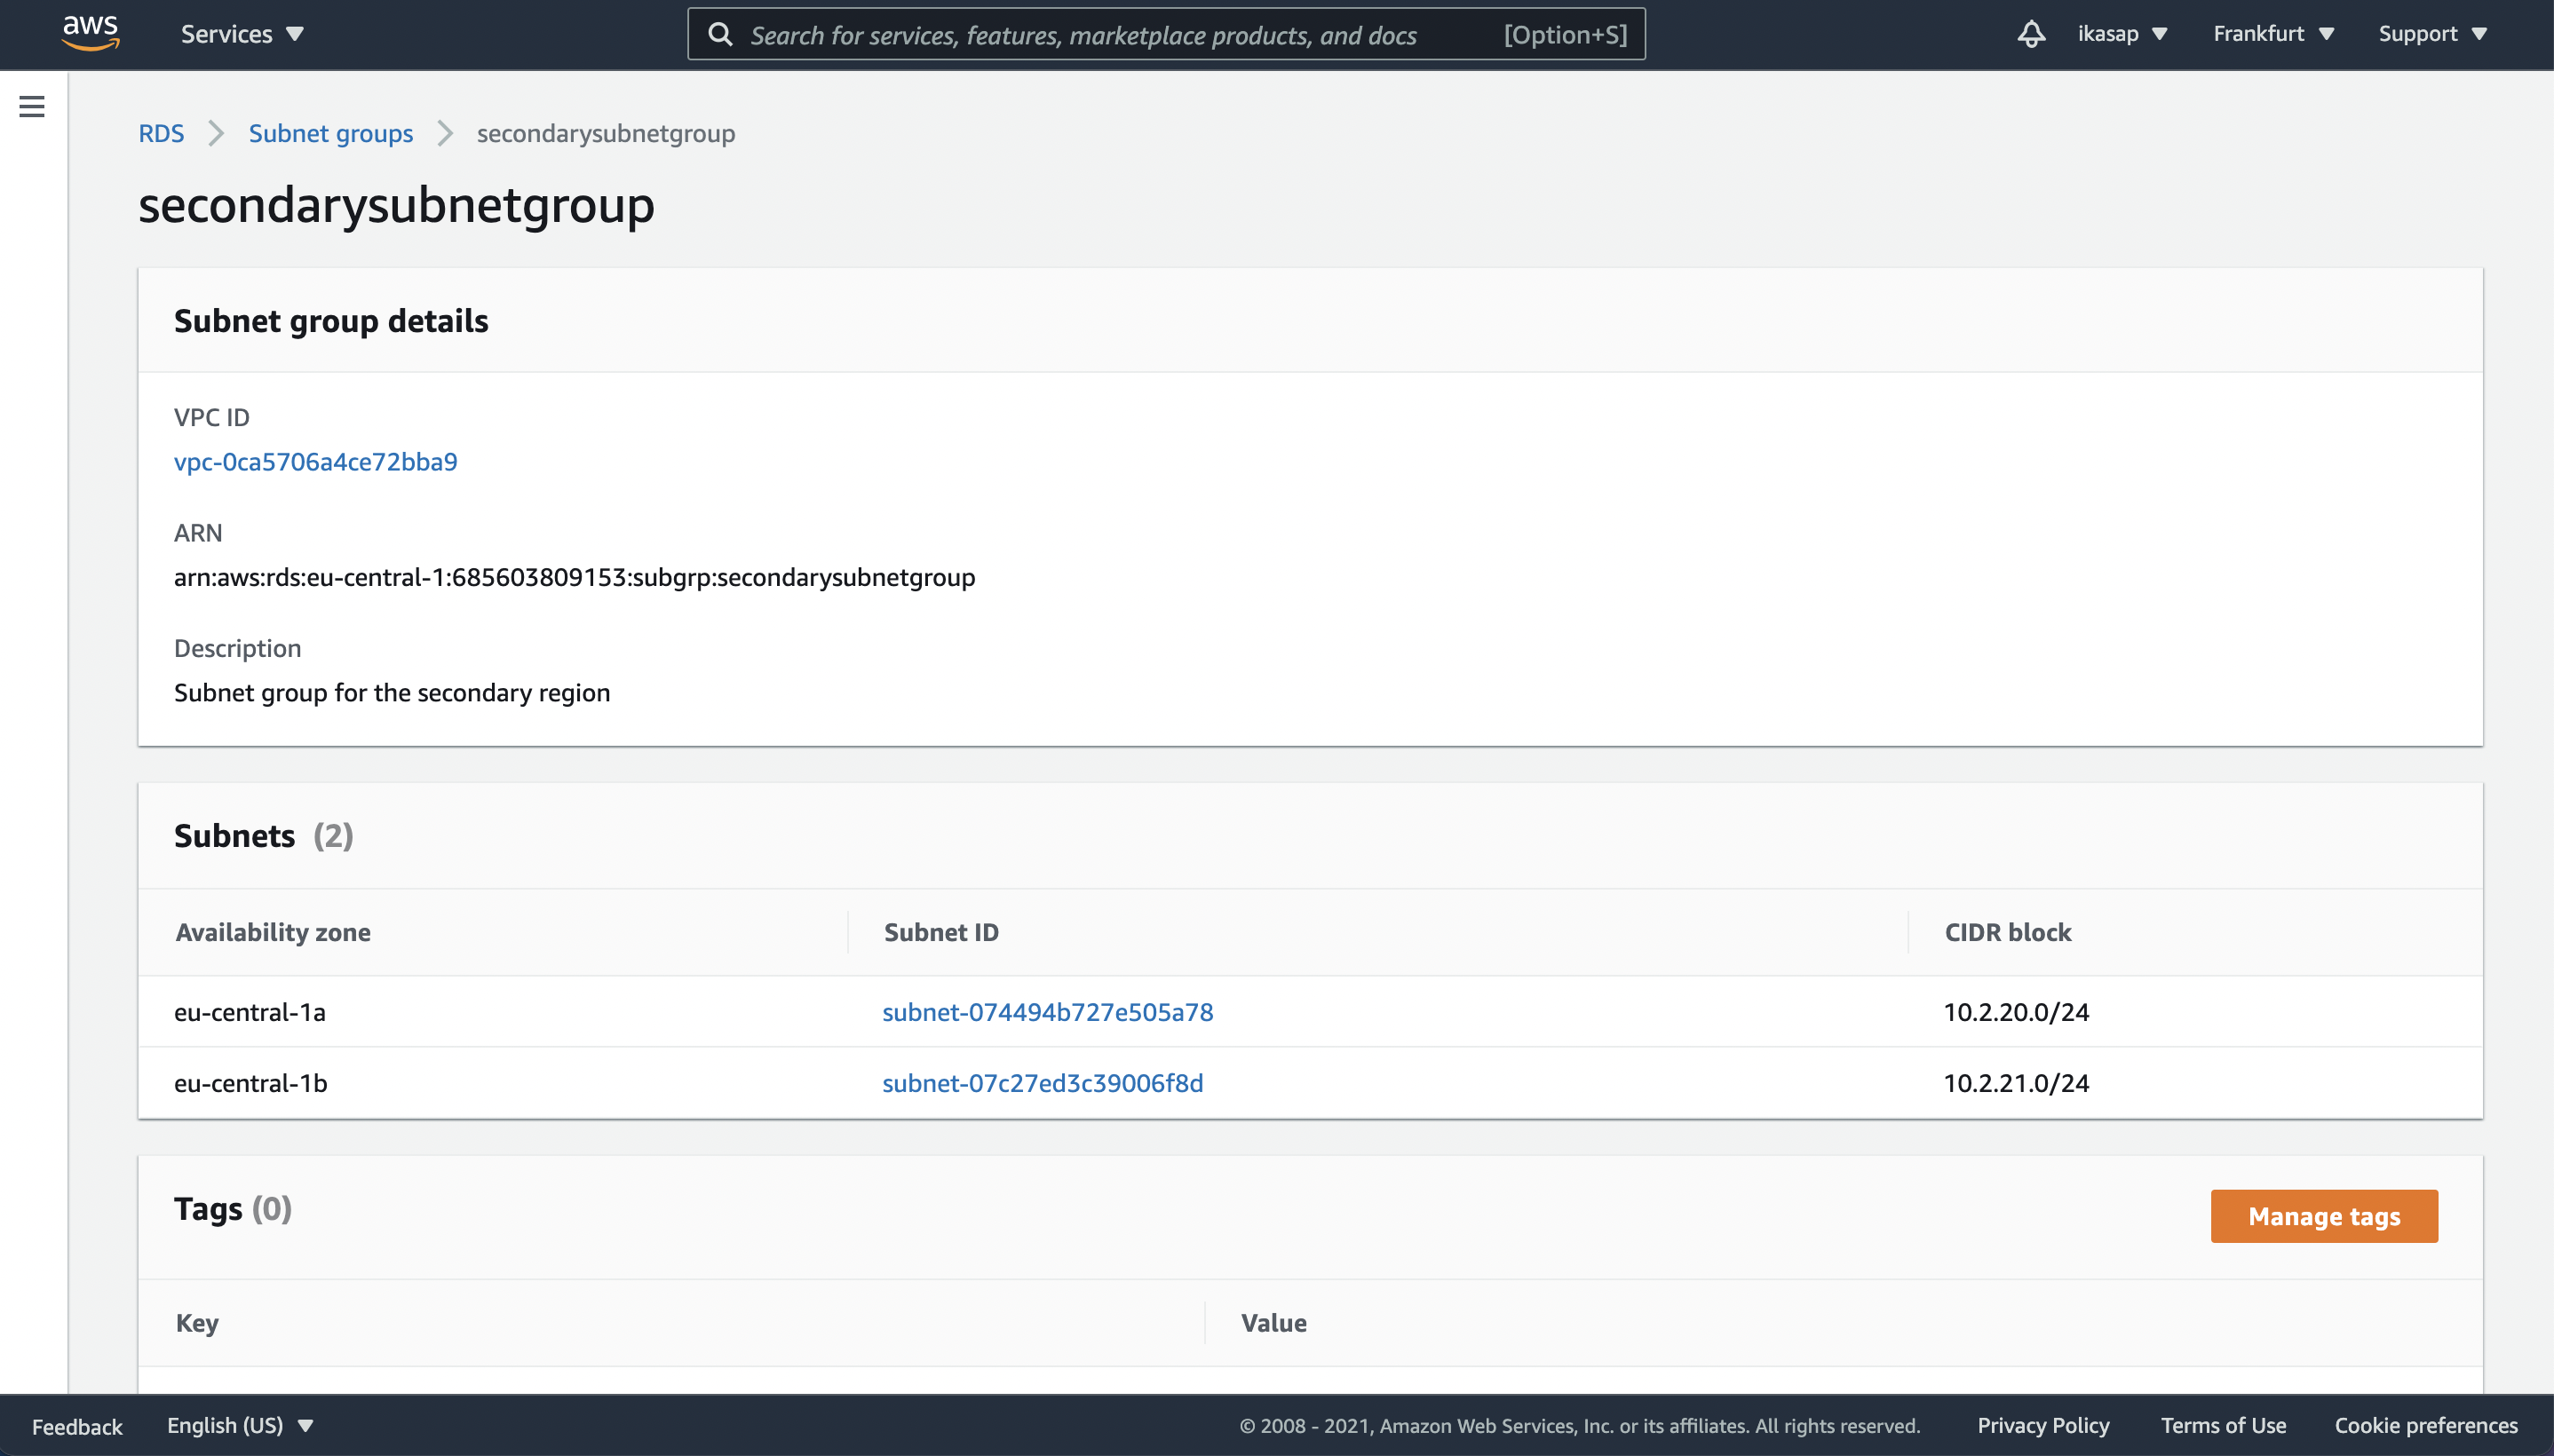 aws Services Search for services, features, marketplace products, and docs [Option+S] ikasap Frankfurt Support
RDS Subnet groups secondarysubnetgroup
secondarysubnetgroup
Subnet group details
VPC ID
vpc-0ca5706a4ce72bba9
ARN
arn:aws:rds:eu-central-1:685603809153:subgrp:secondarysubnetgroup
Description
Subnet group for the secondary region
Subnets (2)
Availability zone Subnet ID CIDR block
eu-central-1a subnet-074494b727e505a78 10.2.20.0/24
eu-central-1b subnet-07c27ed3c39006f8d 10.2.21.0/24
Tags (0) Manage tags
Key Value
Feedback English (US) © 2008 - 2021, Amazon Web Services, Inc. or its affiliates. All rights reserved. Privacy Policy Terms of Use Cookie preferences